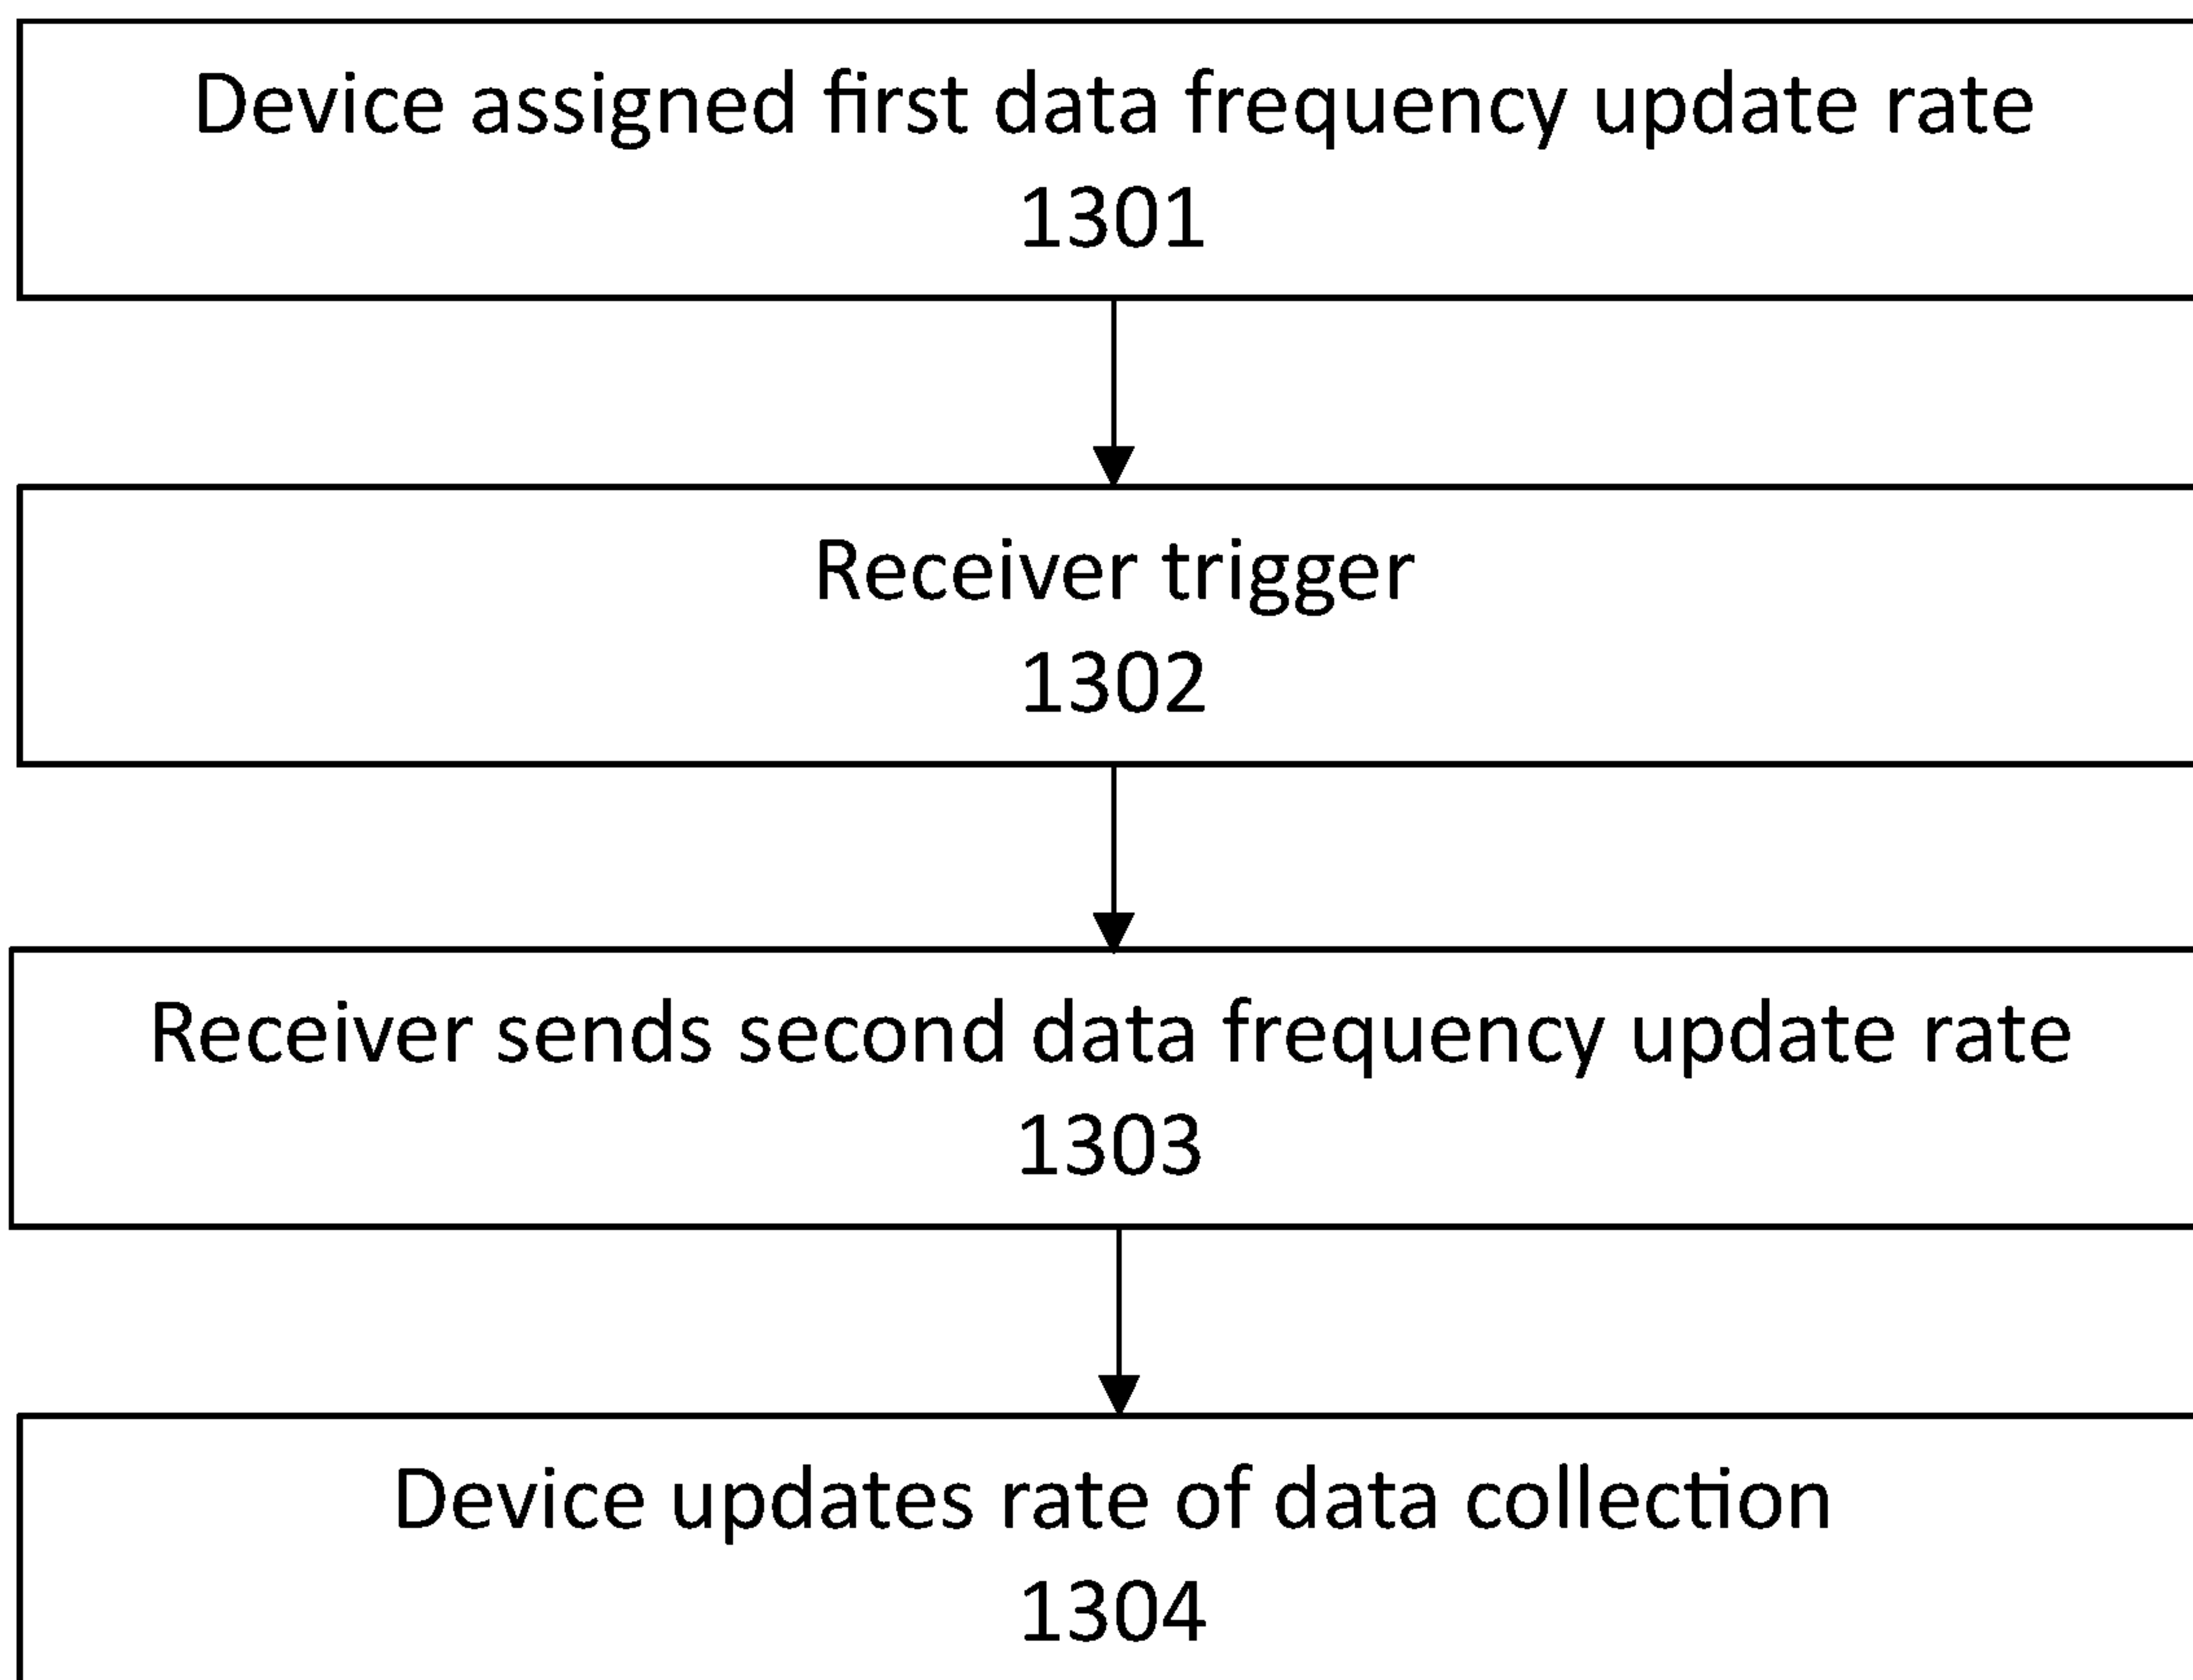 Device assigned first data frequency update rate
1301
Receiver trigger
1302
Receiver sends second data frequency update rate
1303
Device updates rate of data collection
1304